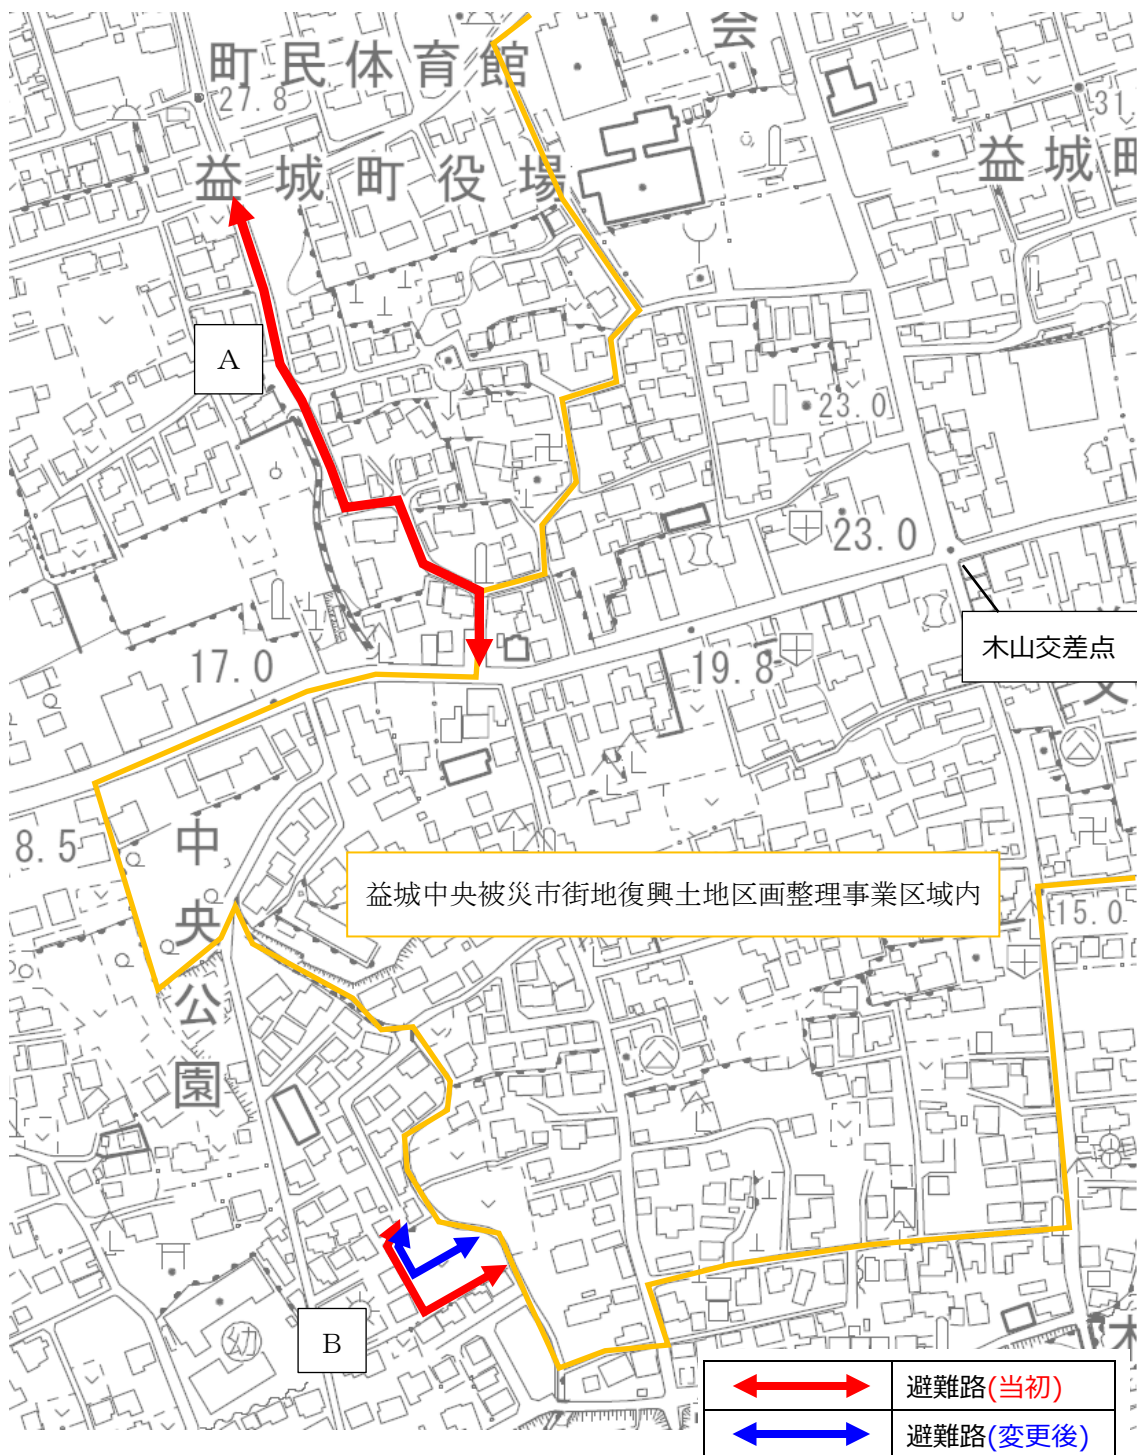 会
町民体育館
27.8
31.
益城町役場
益城町
A
23.0
23.0
木山交差点
17.0
19.8
8.5
中央公園
益城中央被災市街地復興土地区画整理事業区域内
15.0
幼
B
避難路(当初)
避難路(変更後)